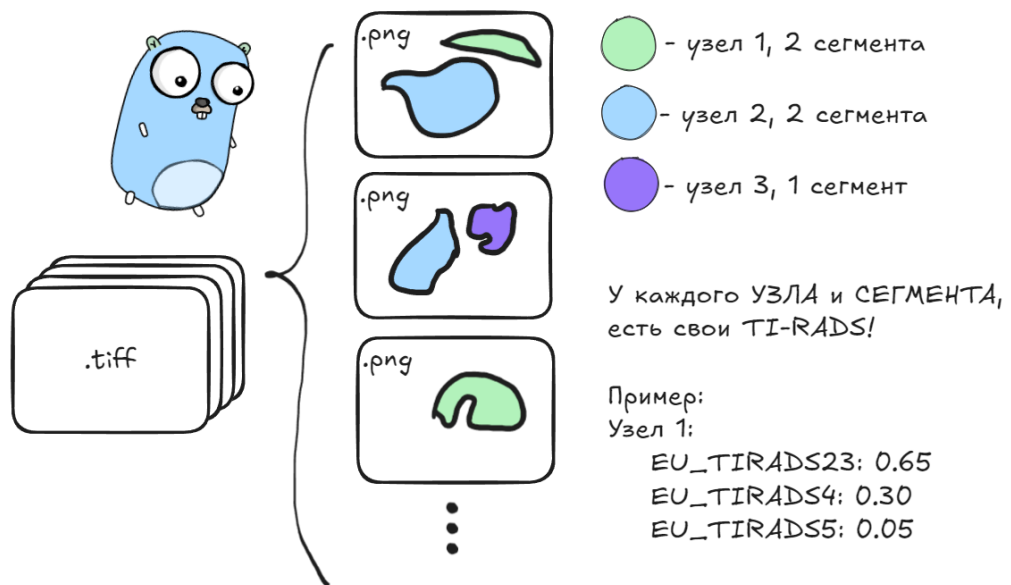 .tiff
.png
.png
.png
- узел 1, 2 сегмента
- узел 2, 2 сегмента
- узел 3, 1 сегмент
У каждого УЗЛА и СЕГМЕНТА,
есть свои TI-RADS!
Пример:
Узел 1:
EU_TIRADS23: 0.65
EU_TIRADS4: 0.30
EU_TIRADS5: 0.05